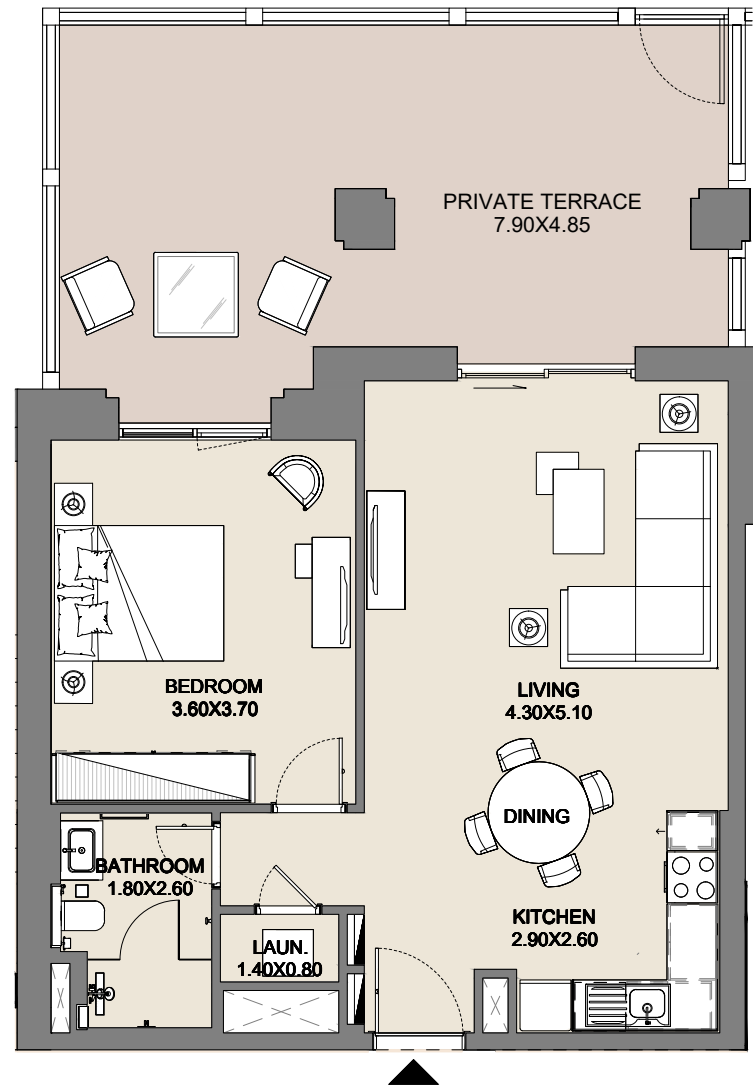 PRIVATE TERRACE
7.90X4.85
BEDROOM
3.60X3.70
LIVING
4.30X5.10
DINING
BATHROOM
1.80X2.60
KITCHEN
2.90X2.60
LAUN.
1.40X0.80